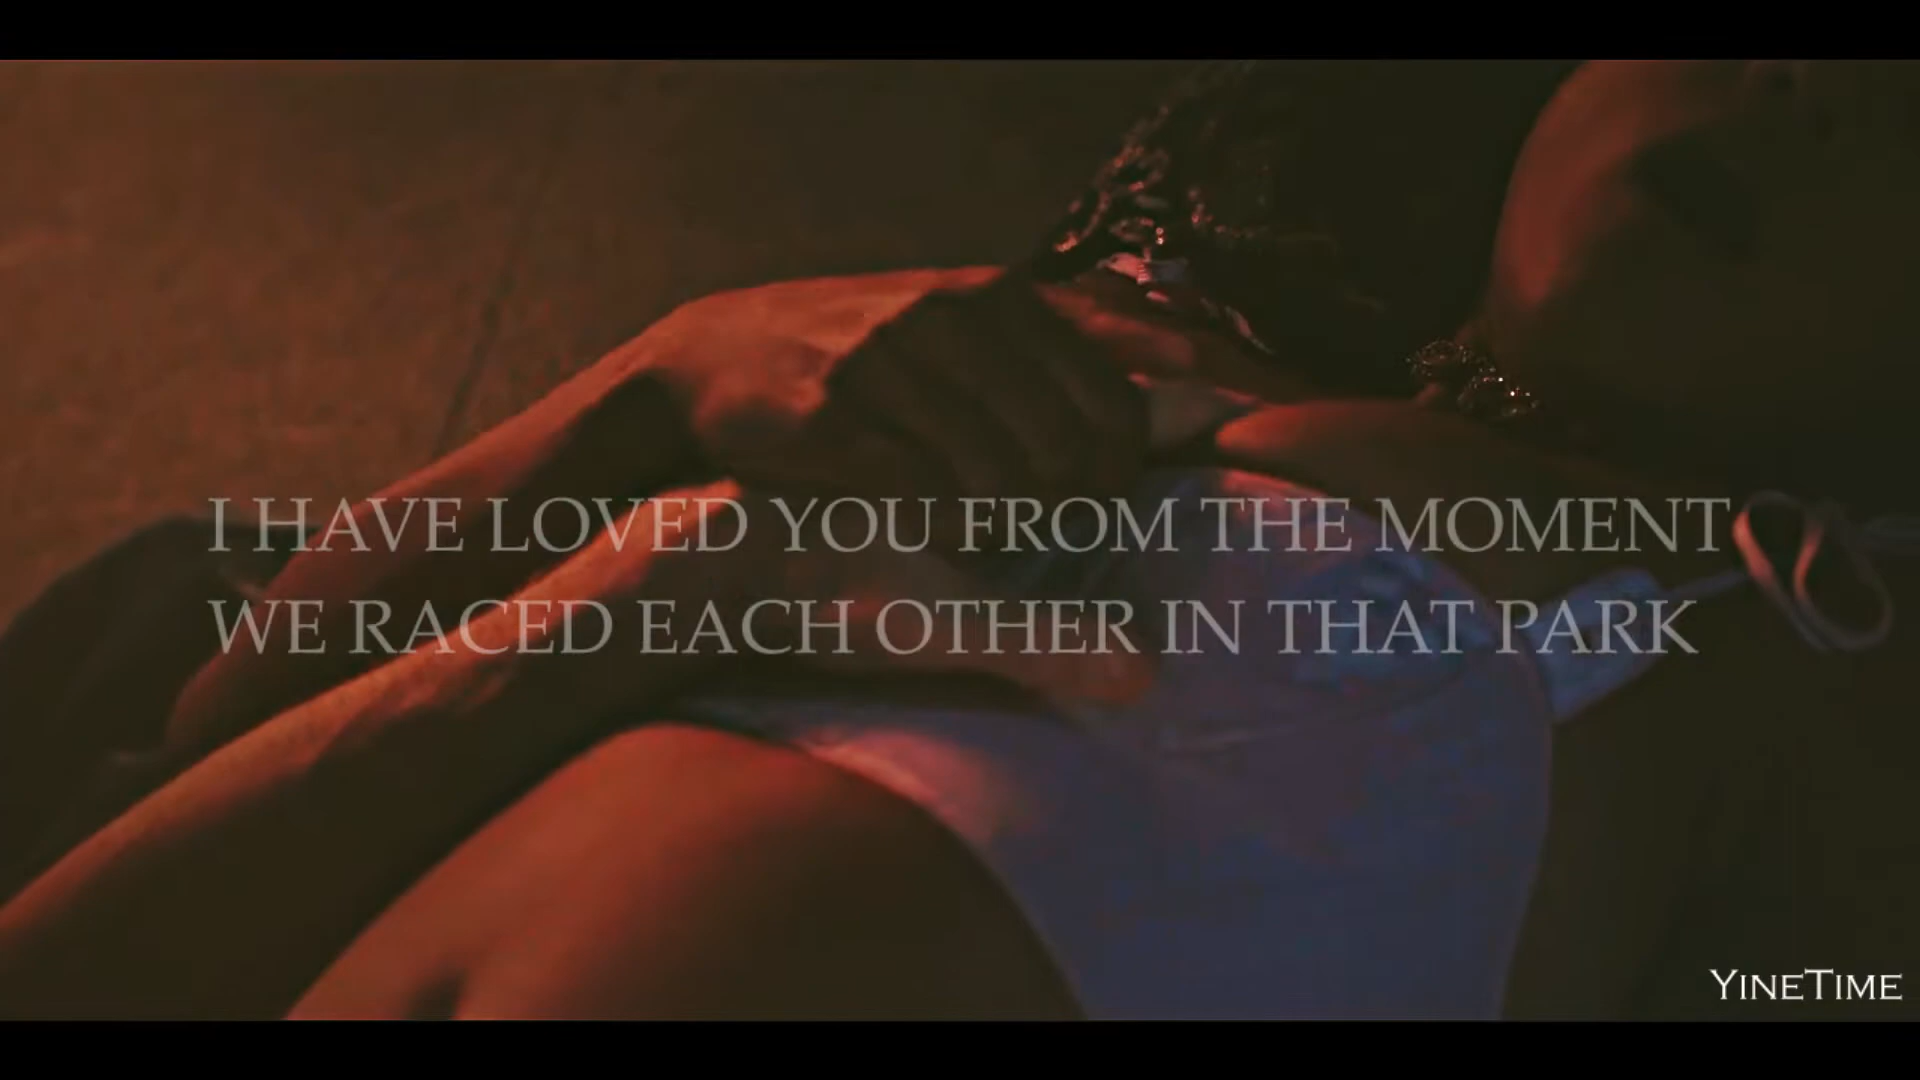 I HAVE LOVED YOU FROM THE MOMENT
WE RACED EACH OTHER IN THAT PARK
YINETIME